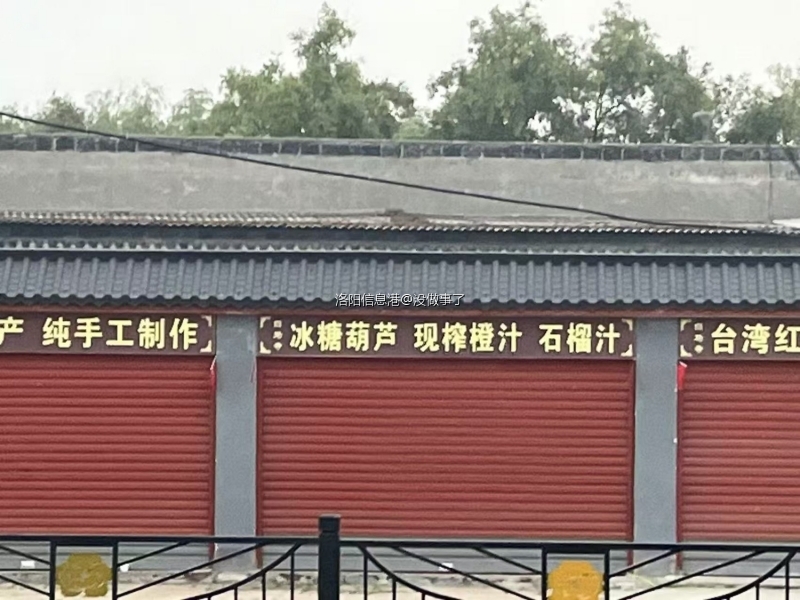 洛阳信息港@没做事了
产 纯手工制作
冰糖葫芦 现榨橙汁 石榴汁
台湾红